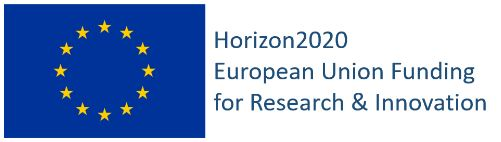 Horizon2020
European Union Funding
for Research & Innovation